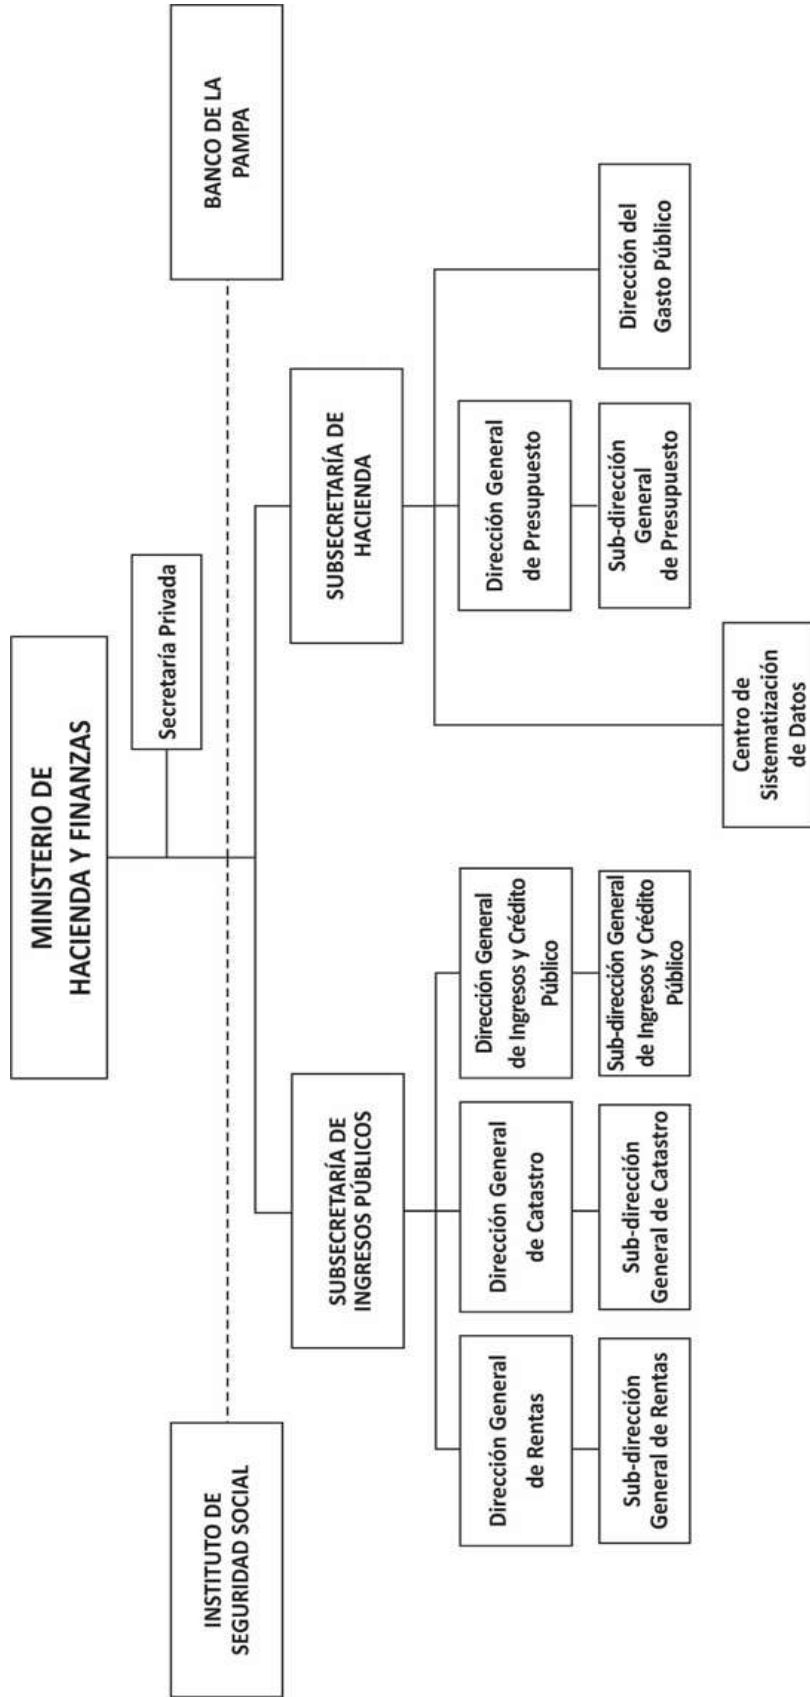 MINISTERIO DE
HACIENDA Y FINANZAS
Secretaría Privada
INSTITUTO DE
SEGURIDAD SOCIAL
BANCO DE LA
PAMPA
SUBSECRETARÍA DE
INGRESOS PÚBLICOS
SUBSECRETARÍA DE
HACIENDA
Dirección General
de Rentas
Dirección General
de Catastro
Dirección General
de Ingresos y Crédito
Público
Dirección General
de Presupuesto
Sub-dirección
General de Rentas
Sub-dirección
General de Catastro
Sub-dirección General
de Ingresos y Crédito
Público
Sub-dirección
General
de Presupuesto
Dirección del
Gasto Público
Centro de
Sistematización
de Datos